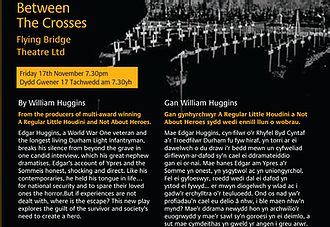 Between
The Crosses
Flying Bridge
Theatre Ltd
Friday 17th November 7.30pm
Dydd Gwener 17 Tachwedd am 7.30yh
By William Huggins
From the producers of multi-award winning
A Regular Little Houdini and Not About Heroes.
Edgar Huggins, a World War One veteran and
the longest living Durham Light Infantryman,
breaks his silence from beyond the grave in
one candid interview, which his great-nephew
dramatises. Edgar's account of Ypres and the
Sommeis honest, shocking and direct. Like his
contemporaries, he held his tongue in life...
for national security and to spare their loved
ones the horror.But if experiences are not
dealt with, where is the escape? This new play
explores the guilt of the survivor and society's
need to create a hero.
Gan William Huggins
Gan gynhyrchwyr A Regular Little Houdini a Not
About Heroes sydd wedi ennill llun o wobrau.
Mae Edgar Huggins, cyn-filwr o'r Rhyfel Byd Cyntaf
a'r Troedfilwr Durham fu fyw hiraf, yn torri ar ei
dawelwch o du draw i'r bedd mewn un cyfweliad
di-flewyn-ar-dafod sy'n cael ei ddramateiddio
gan ei or-nai. Mae hanes Edgar am Ypres a'r
Somme yn onest, yn ysgytwol ac yn uniongyrchol.
Fel ei gyfoeswyr, roedd wedi dal ei dafod yn
ystod ei fywyd... er mwyn diogelwch y wlad ac i
gadw'r erchylltra o'r teuluoedd. Ond os nad yw'r
profiadau'n cael eu delio â nhw, i ble maen nhw'n
mynd? Mae'r ddrama newydd hon yn archwilio'r
euogrwydd y mae'r sawl sy'n goroesi yn ei deimlo, a
sut mae cymdeithas yn gweld yr angen i greu arwr.